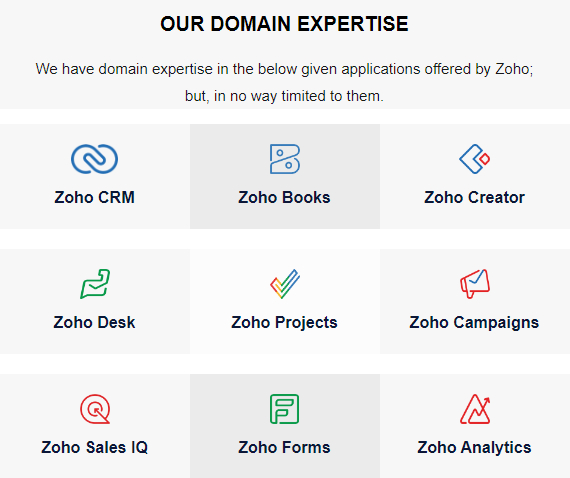 OUR DOMAIN EXPERTISE
We have domain expertise in the below given applications offered by Zoho;
but, in no way timited to them.
Zoho CRM
Zoho Books
Zoho Creator
Zoho Desk
Zoho Projects
Zoho Campaigns
Zoho Sales IQ
Zoho Forms
Zoho Analytics